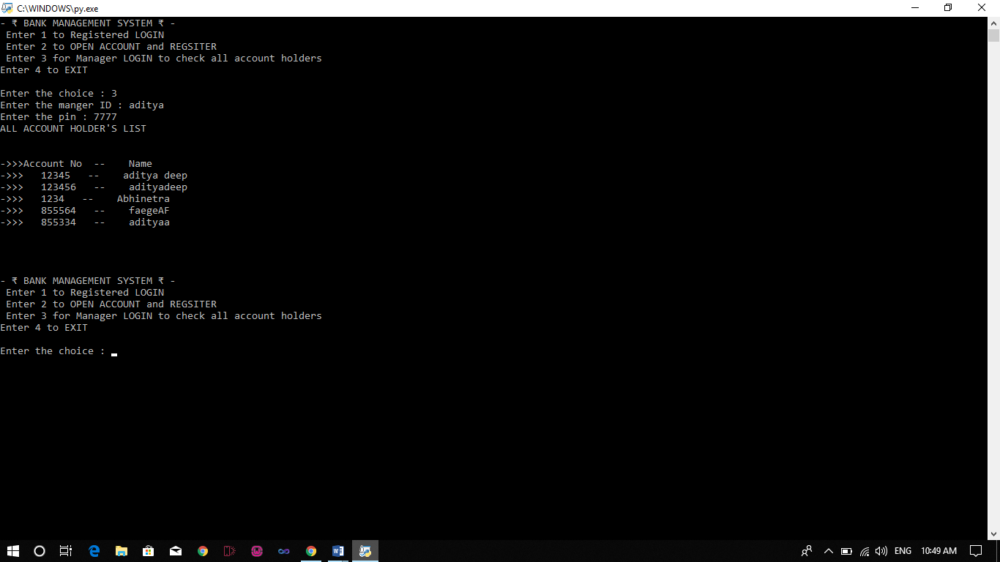 C:\WINDOWS\py.exe
- ₹ BANK MANAGEMENT SYSTEM ₹ -
Enter 1 to Registered LOGIN
Enter 2 to OPEN ACCOUNT and REGSITER
Enter 3 for Manager LOGIN to check all account holders
Enter 4 to EXIT
Enter the choice : 3
Enter the manger ID : aditya
Enter the pin : 7777
ALL ACCOUNT HOLDER'S LIST
->>>Account No  --    Name
->>>   12345   --    aditya deep
->>>   123456   --    adityadeep
->>>   1234   --    Abhinetra
->>>   855564   --    faegeAF
->>>   855334   --    adityaa
- ₹ BANK MANAGEMENT SYSTEM ₹ -
Enter 1 to Registered LOGIN
Enter 2 to OPEN ACCOUNT and REGSITER
Enter 3 for Manager LOGIN to check all account holders
Enter 4 to EXIT
Enter the choice :
ENG 10:49 AM